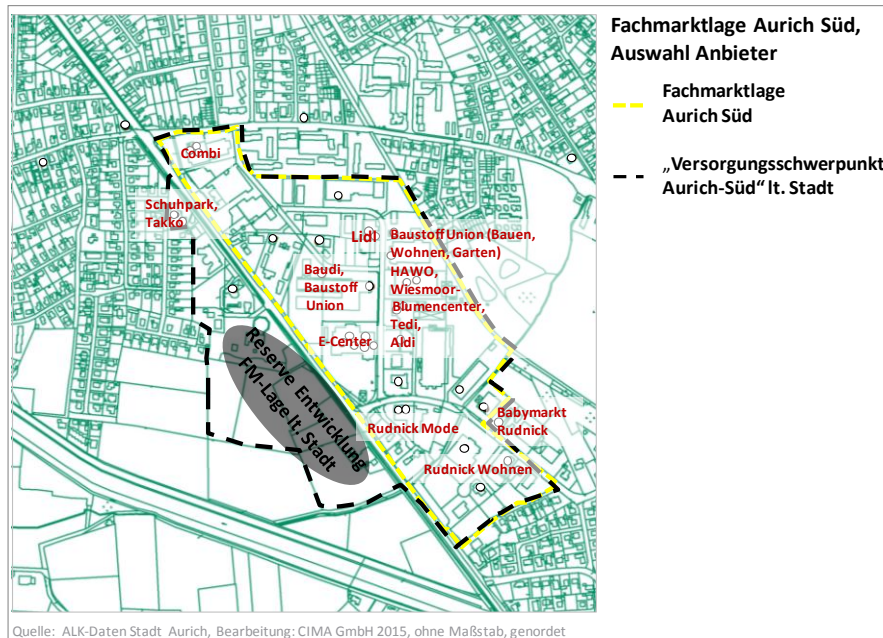 Fachmarktlage Aurich Süd,
Auswahl Anbieter
Fachmarktlage
Aurich Süd
„Versorgungsschwerpunkt
Aurich-Süd“ lt. Stadt
Combi
Schuhpark,
Takko
Lidl
Baustoff Union (Bauen,
Wohnen, Garten)
HAWO,
Wiesmoor-
Blumencenter,
Tedi,
Aldi
Baudi,
Baustoff
Union
E-Center
Reserve Entwicklung
FM-Lage lt. Stadt
Rudnick Mode
Babymarkt
Rudnick
Rudnick Wohnen
Quelle: ALK-Daten Stadt Aurich, Bearbeitung: CIMA GmbH 2015, ohne Maßstab, genordet